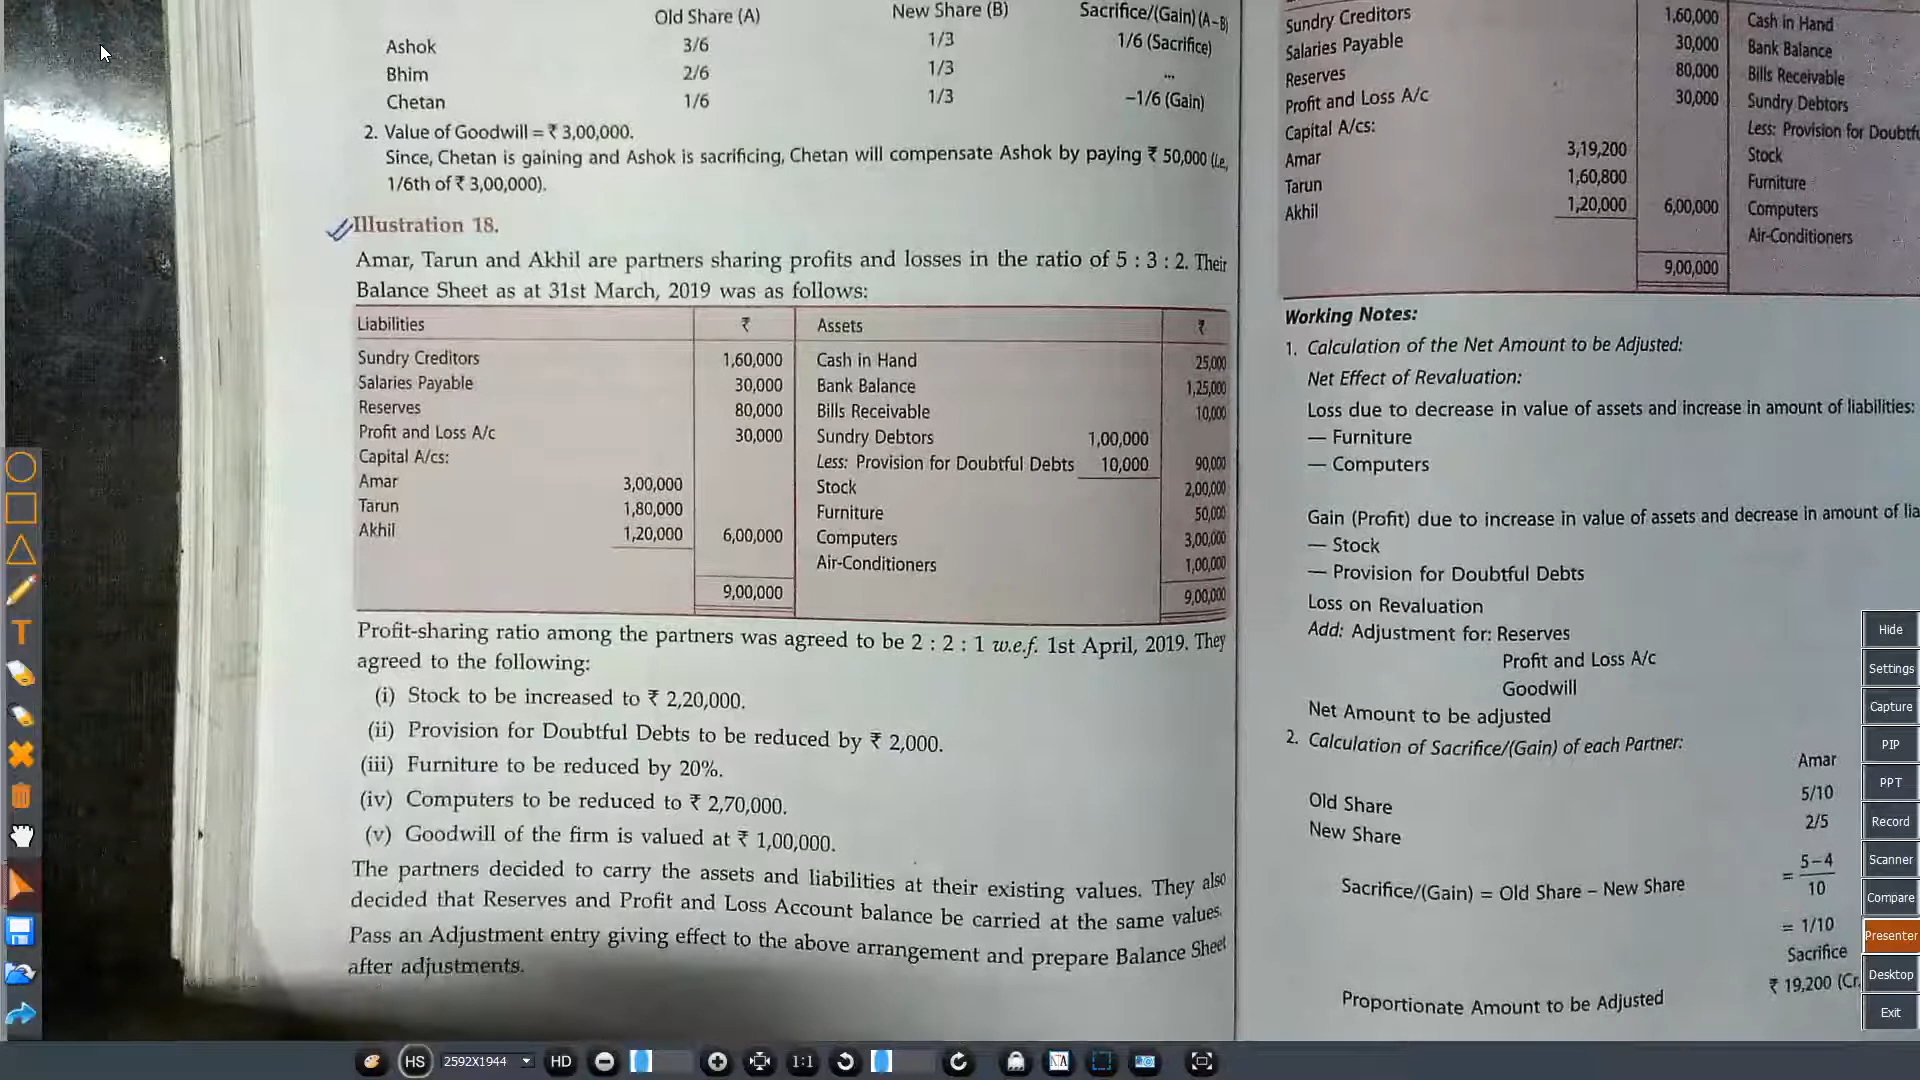 Old Share (A) New Share (B) Sacrifice/(Gain) (A–B)
Ashok 3/6 1/3 1/6 (Sacrifice)
Bhim 2/6 1/3 ...
Chetan 1/6 1/3 –1/6 (Gain)
2. Value of Goodwill = ₹ 3,00,000.
Since, Chetan is gaining and Ashok is sacrificing, Chetan will compensate Ashok by paying ₹ 50,000 (i.e.,
1/6th of ₹ 3,00,000).
Illustration 18.
Amar, Tarun and Akhil are partners sharing profits and losses in the ratio of 5 : 3 : 2. Their
Balance Sheet as at 31st March, 2019 was as follows:
Liabilities ₹ Assets ₹
Sundry Creditors 1,60,000 Cash in Hand 25,000
Salaries Payable 30,000 Bank Balance 1,25,000
Reserves 80,000 Bills Receivable 10,000
Profit and Loss A/c 30,000 Sundry Debtors 1,00,000
Capital A/cs: Less: Provision for Doubtful Debts 10,000 90,000
Amar 3,00,000 Stock 2,00,000
Tarun 1,80,000 Furniture 50,000
Akhil 1,20,000 6,00,000 Computers 3,00,000
Air-Conditioners 1,00,000
9,00,000 9,00,000
Profit-sharing ratio among the partners was agreed to be 2 : 2 : 1 w.e.f. 1st April, 2019. They
agreed to the following:
(i) Stock to be increased to ₹ 2,20,000.
(ii) Provision for Doubtful Debts to be reduced by ₹ 2,000.
(iii) Furniture to be reduced by 20%.
(iv) Computers to be reduced to ₹ 2,70,000.
(v) Goodwill of the firm is valued at ₹ 1,00,000.
The partners decided to carry the assets and liabilities at their existing values. They also
decided that Reserves and Profit and Loss Account balance be carried at the same values.
Pass an Adjustment entry giving effect to the above arrangement and prepare Balance Sheet
after adjustments.
Sundry Creditors 1,60,000 Cash in Hand
Salaries Payable 30,000 Bank Balance
Reserves 80,000 Bills Receivable
Profit and Loss A/c 30,000 Sundry Debtors
Capital A/cs: Less: Provision for
Amar 3,19,200 Stock
Tarun 1,60,800 Furniture
Akhil 1,20,000 6,00,000 Computers
Air-Conditioners
9,00,000
Working Notes:
1. Calculation of the Net Amount to be Adjusted:
Net Effect of Revaluation:
Loss due to decrease in value of assets and increase in amount of liabilities:
— Furniture
— Computers
Gain (Profit) due to increase in value of assets and decrease in amount of
— Stock
— Provision for Doubtful Debts
Loss on Revaluation
Add: Adjustment for: Reserves
Profit and Loss A/c
Goodwill
Net Amount to be adjusted
2. Calculation of Sacrifice/(Gain) of each Partner:
Amar
Old Share 5/10
New Share 2/5
Sacrifice/(Gain) = Old Share – New Share = 5–4
10
= 1/10
Sacrifice
Proportionate Amount to be Adjusted ₹ 19,200 (Cr.
T
Hide
Settings
Capture
PIP
PPT
Record
Scanner
Compare
Presenter
Desktop
Exit
HS 2592X1944 HD 1:1